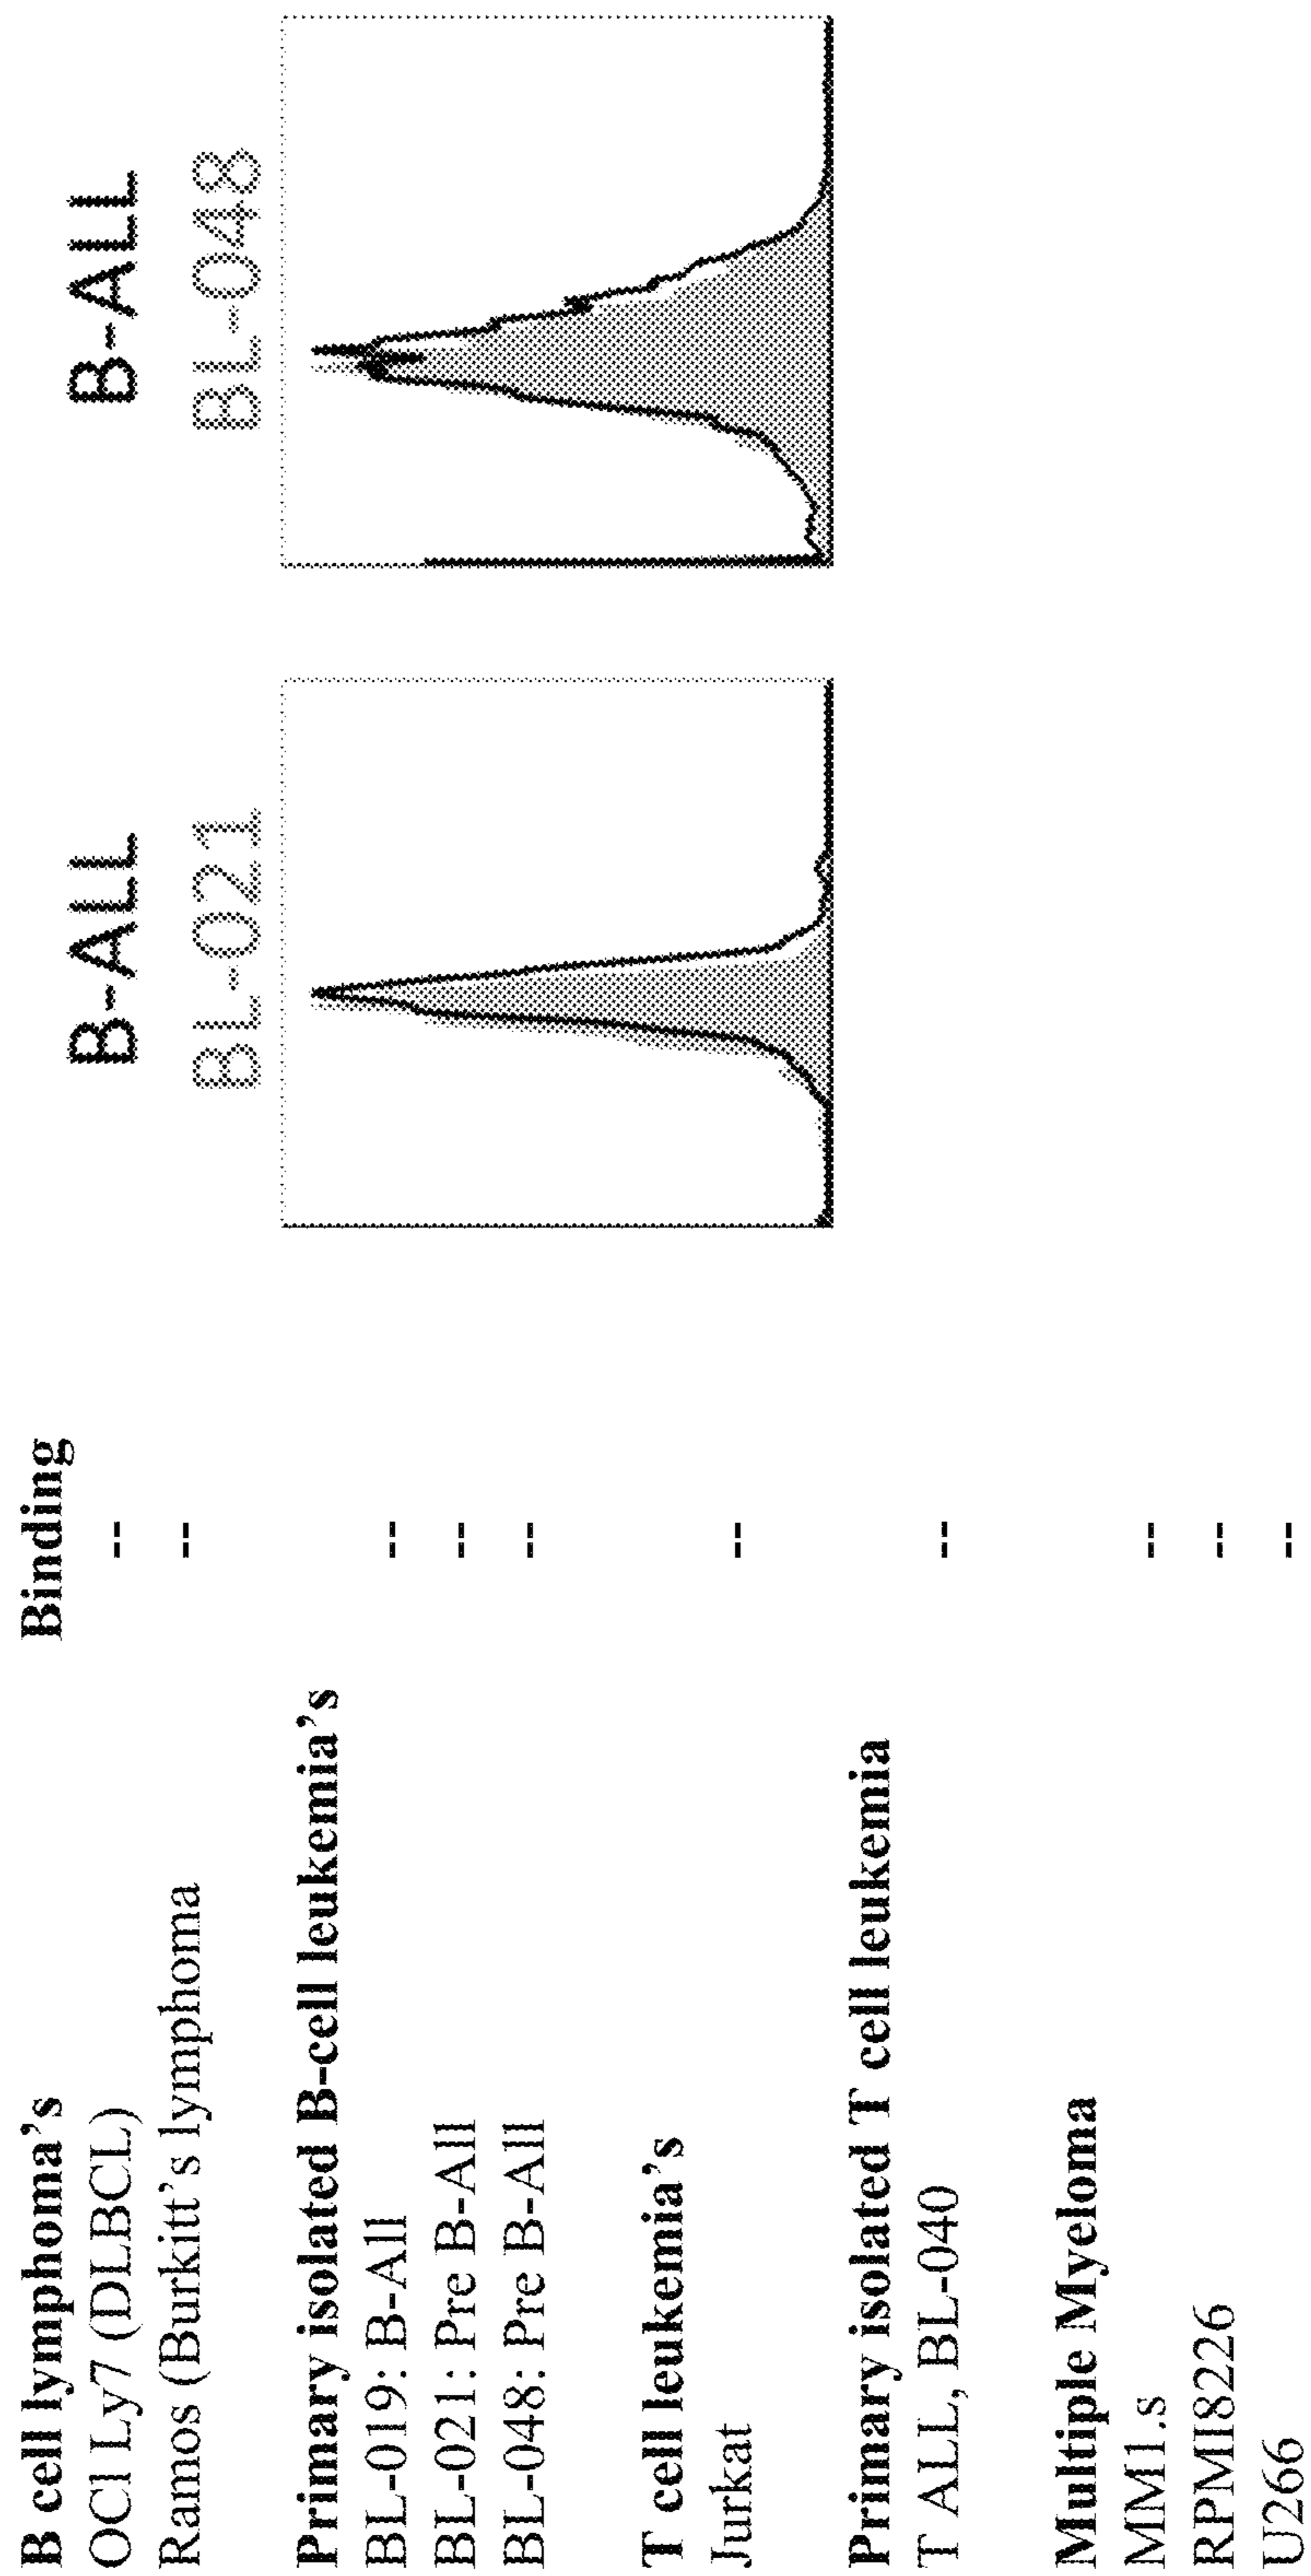 Binding
B cell lymphoma's
OCI Ly7 (DLBCL) --
Ramos (Burkitt's lymphoma --
Primary isolated B-cell leukemia's
BL-019: B-All --
BL-021: Pre B-All --
BL-048: Pre B-All --
T cell leukemia's
Jurkat --
Primary isolated T cell leukemia
T ALL, BL-040 --
Multiple Myeloma
MM1.s --
RPMI8226 --
U266 --
B-ALL
BL-021
B-ALL
BL-048